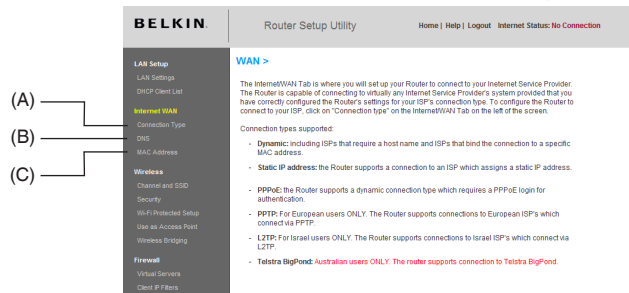 BELKIN.
Router Setup Utility
Home | Help | Logout Internet Status: No Connection
LAN Setup
LAN Settings
DHCP Client List
Internet WAN
Connection Type
DNS
MAC Address
Wireless
Channel and SSID
Security
Wi-Fi Protected Setup
Use as Access Point
Wireless Bridging
Firewall
Virtual Servers
Client IP Filters
(A)
(B)
(C)
WAN >
The Internet/WAN Tab is where you will set up your Router to connect to your Ineternet Service Provider.
The Router is capable of connecting to virtually any Internet Service Provider's system provided that you
have correctly configured the Router's settings for your ISP's connection type. To configure the Router to
connect to your ISP, click on "Connection type" on the Internet/WAN Tab on the left of the screen.
Connection types supported:
- Dynamic: including ISPs that require a host name and ISPs that bind the connection to a specific
MAC address.
- Static IP address: the Router supports a connection to an ISP which assigns a static IP address.
- PPPoE: the Router supports a dynamic connection type which requires a PPPoE login for
authentication.
- PPTP: For European users ONLY. The Router supports connections to European ISP's which
connect via PPTP.
- L2TP: For Israel users ONLY. The Router supports connections to Israel ISP's which connect via
L2TP.
- Telstra BigPond: Australian users ONLY. The router supports connection to Telstra BigPond.